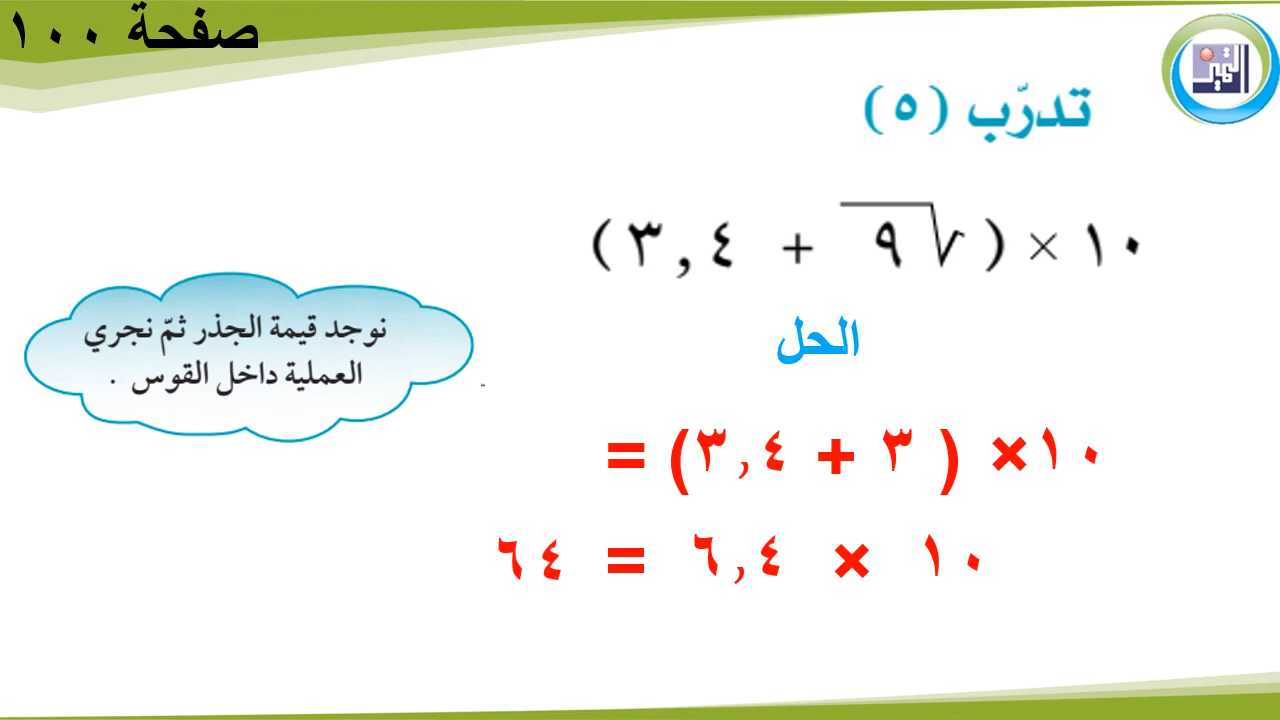 صفحة ١٠٠
التميز
تدرّب (٥)
١٠ × ( √٩ + ٣,٤ )
الحل
نوجد قيمة الجذر ثمّ نجري
العملية داخل القوس .
١٠ × ( ٣ + ٣,٤ ) =
١٠ × ٦,٤ = ٦٤